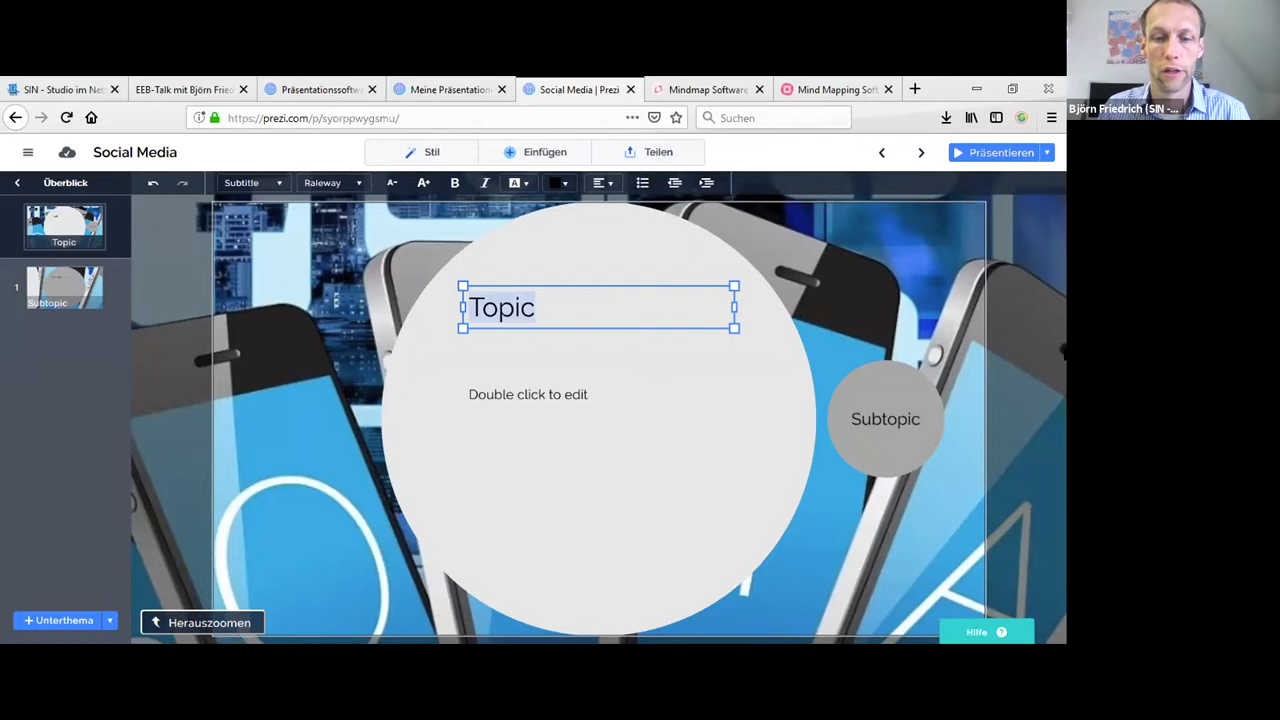 SIN - Studio im Net
EEB-Talk mit Björn Fried
Präsentationssoftw
Meine Präsentation
Social Media | Prezi
Mindmap Software
Mind Mapping Soft
https://prezi.com/p/syorppwygsmu/
Suchen
Björn Friedrich (SIN -...
Social Media
Stil
Einfügen
Teilen
Präsentieren
Überblick
Subtitle
Raleway
A-
A+
B
I
A
Topic
1
Subtopic
Topic
Double click to edit
Subtopic
O
A
+ Unterthema
Herauszoomen
Hilfe ?